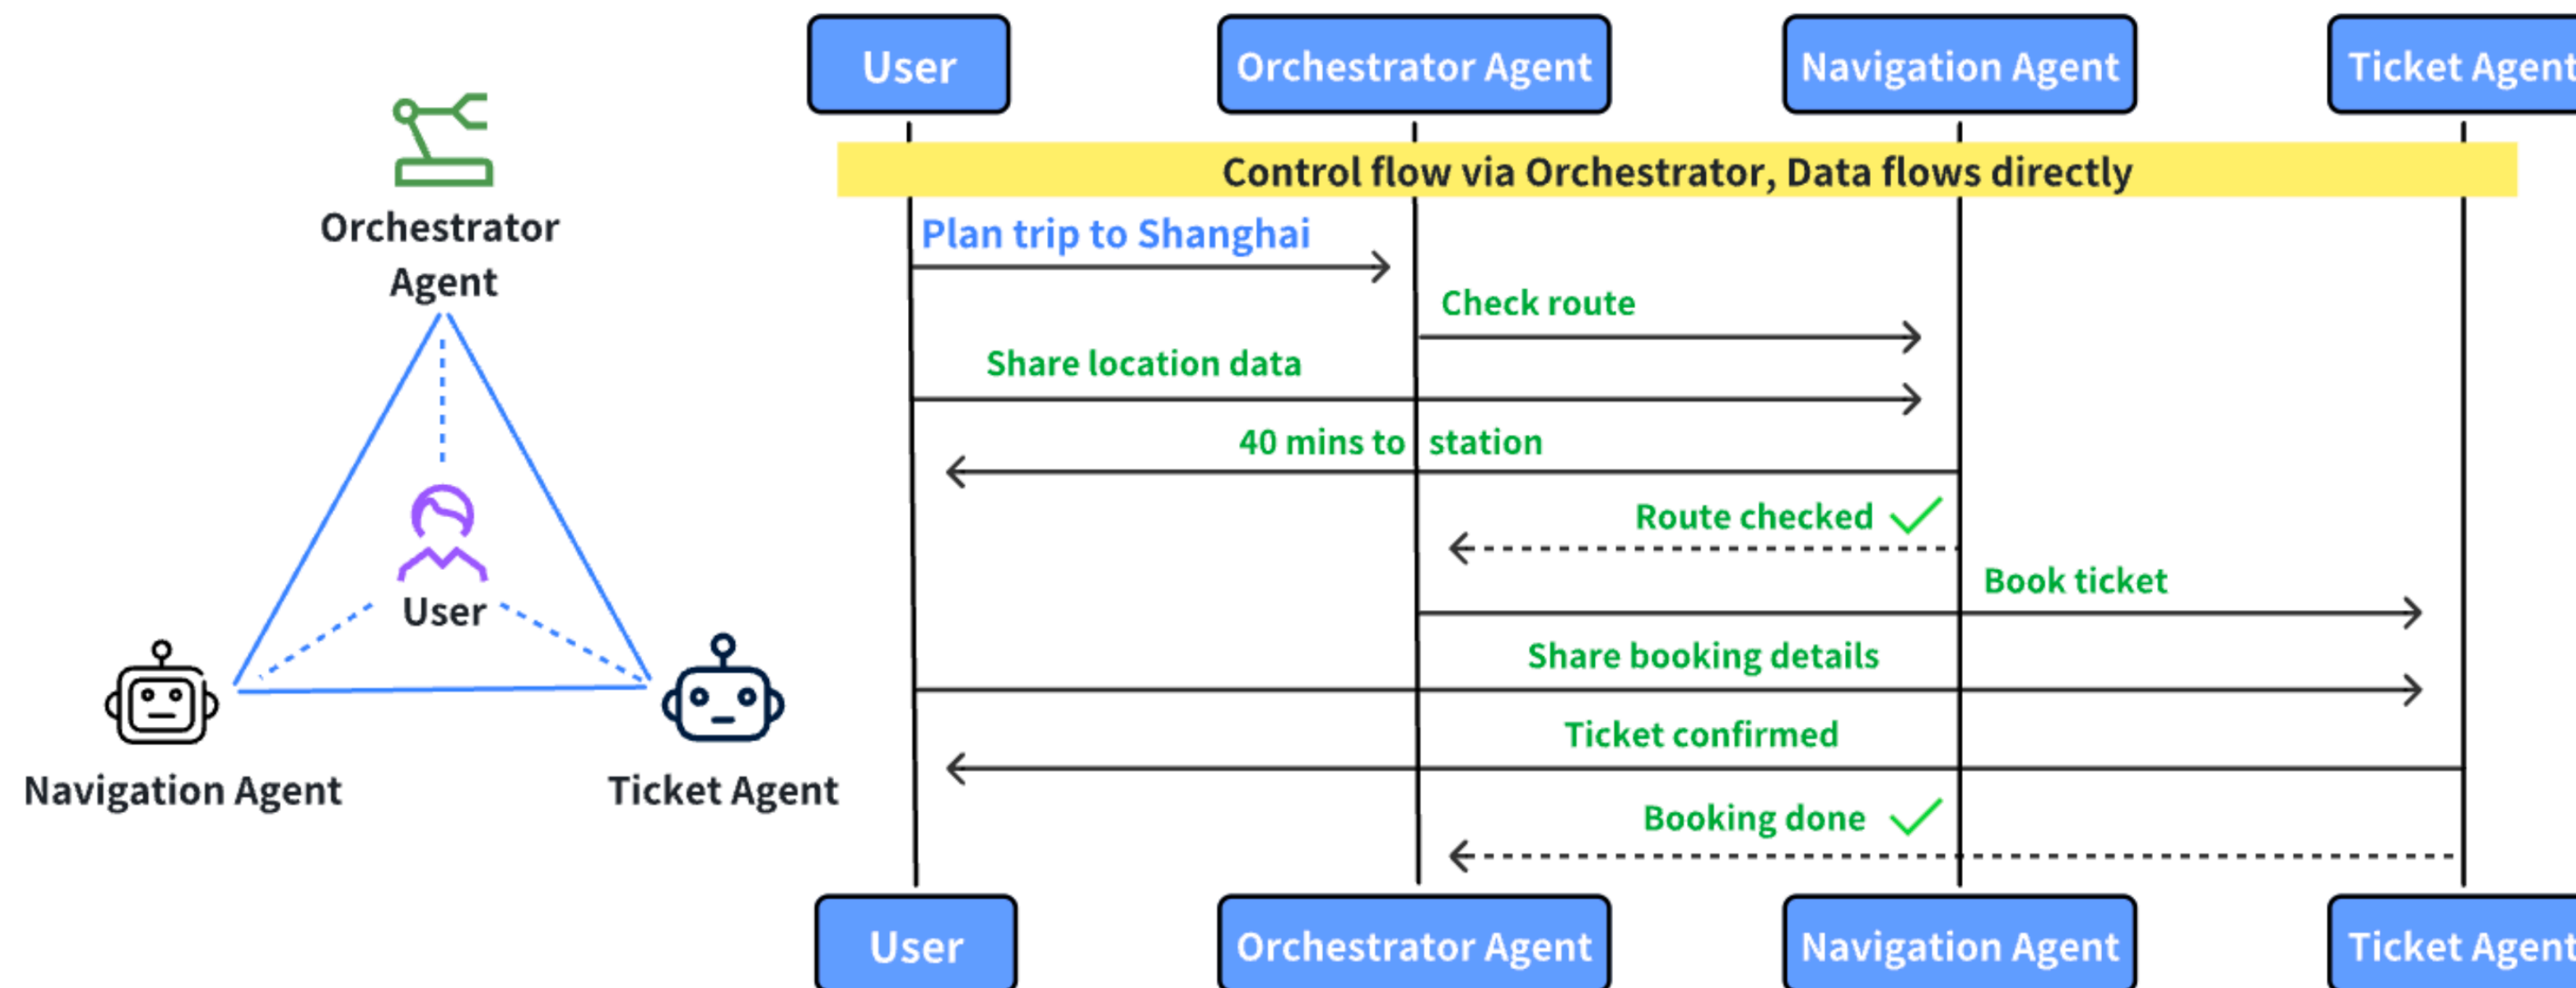 Orchestrator
Agent
User
Navigation Agent
Ticket Agent
User
Orchestrator Agent
Navigation Agent
Ticket Agent
Control flow via Orchestrator, Data flows directly
Plan trip to Shanghai
Check route
Share location data
40 mins to station
Route checked
Book ticket
Share booking details
Ticket confirmed
Booking done
User
Orchestrator Agent
Navigation Agent
Ticket Agent